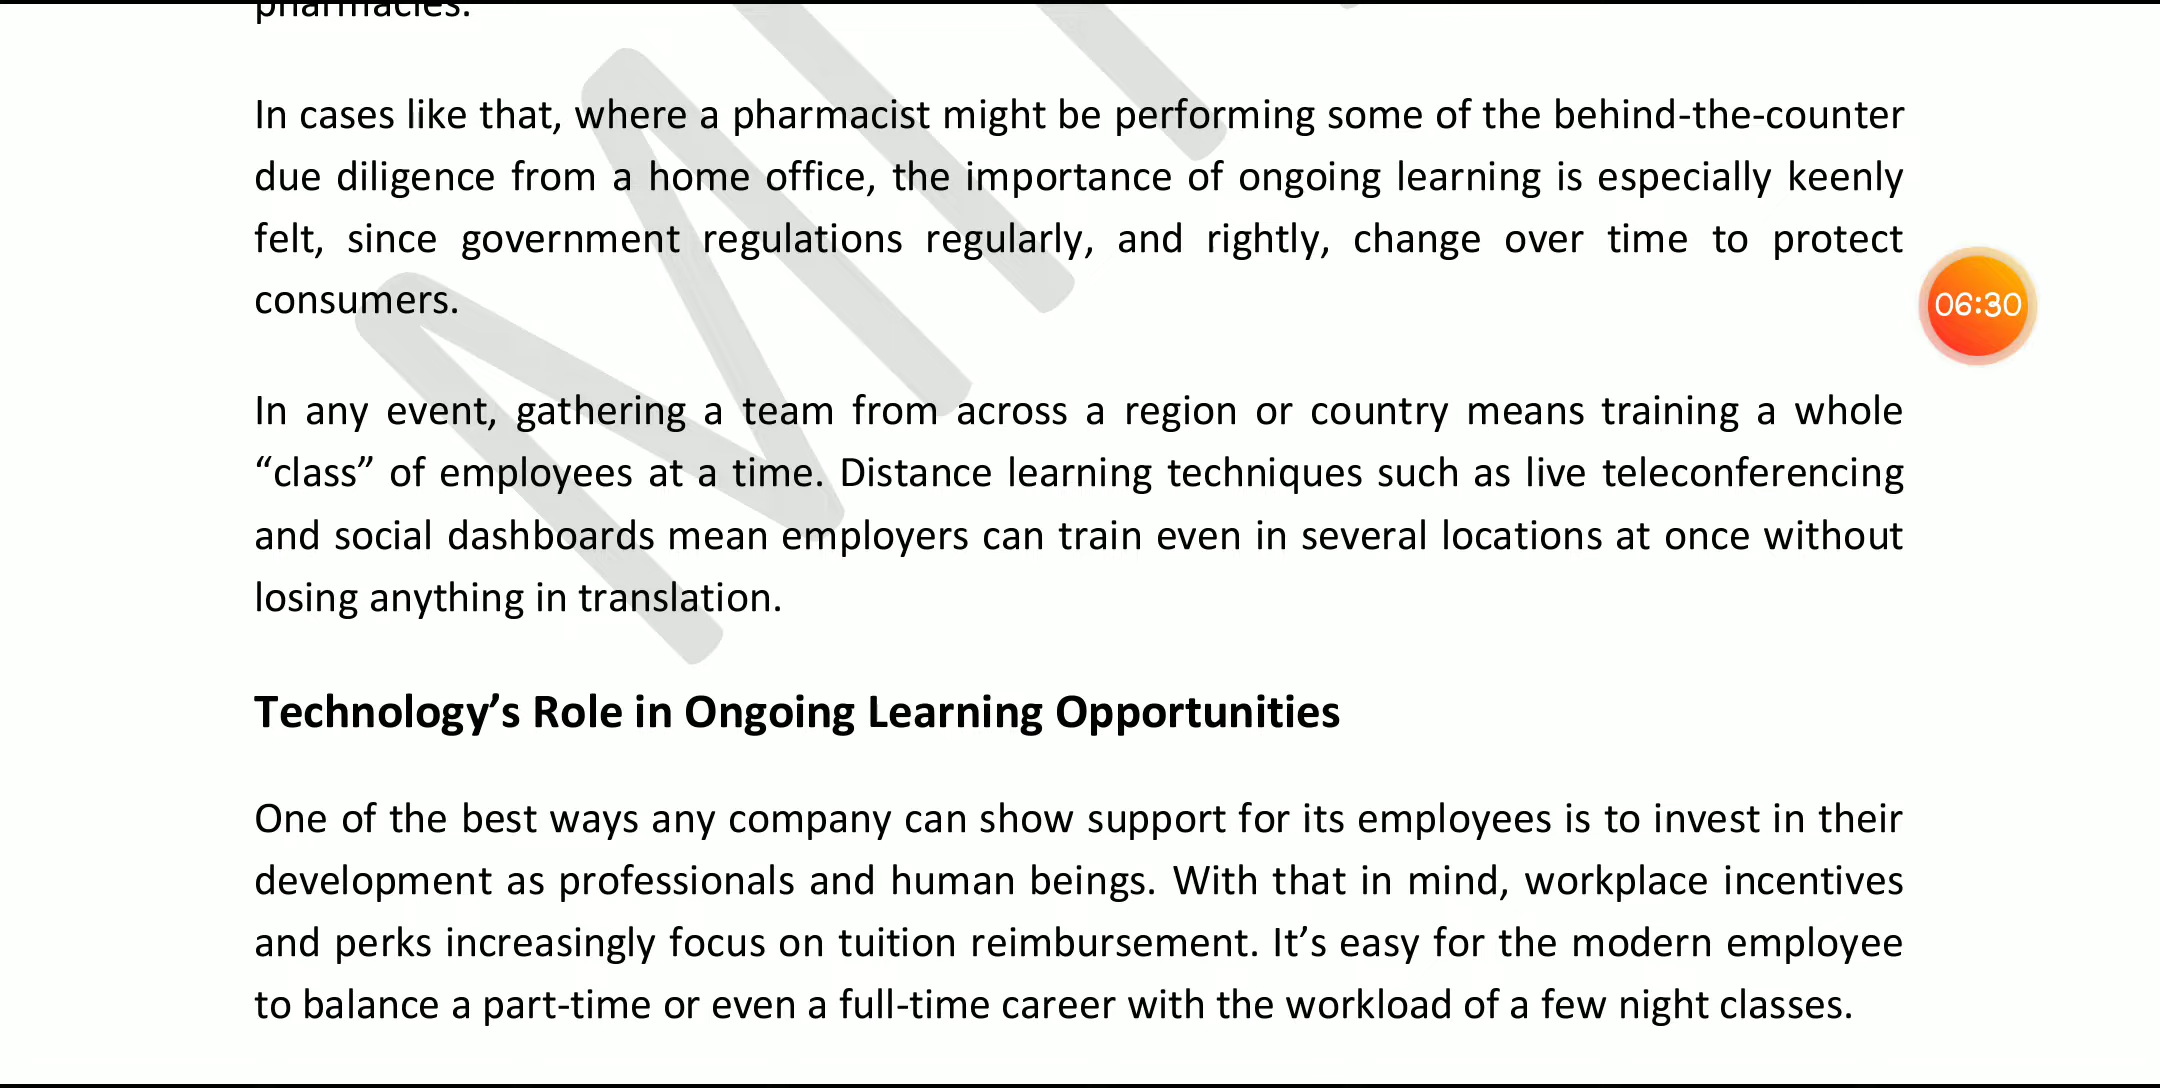 pharmacies.
In cases like that, where a pharmacist might be performing some of the behind-the-counter
due diligence from a home office, the importance of ongoing learning is especially keenly
felt, since government regulations regularly, and rightly, change over time to protect
consumers.
06:30
In any event, gathering a team from across a region or country means training a whole
“class” of employees at a time. Distance learning techniques such as live teleconferencing
and social dashboards mean employers can train even in several locations at once without
losing anything in translation.
Technology’s Role in Ongoing Learning Opportunities
One of the best ways any company can show support for its employees is to invest in their
development as professionals and human beings. With that in mind, workplace incentives
and perks increasingly focus on tuition reimbursement. It’s easy for the modern employee
to balance a part-time or even a full-time career with the workload of a few night classes.